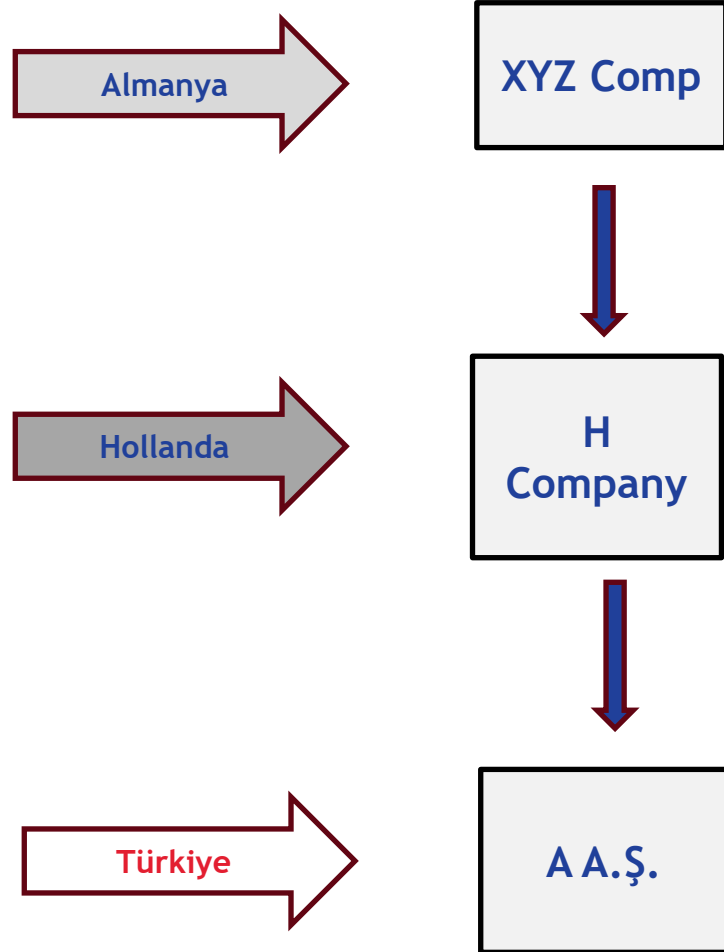 Almanya
XYZ Comp
Hollanda
H
Company
Türkiye
A A.Ş.